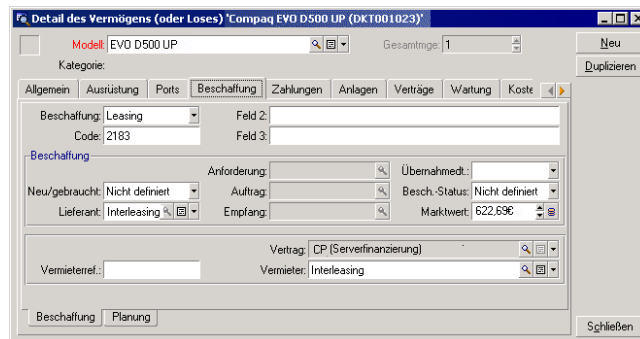 Detail des Vermögens (oder Loses) 'Compaq EVO D500 UP (DKT001023)'
Modell: EVO D500 UP Gesamtmge: 1 Neu
Kategorie: Duplizieren
Allgemein Ausrüstung Ports Beschaffung Zahlungen Anlagen Verträge Wartung Koste
Beschaffung: Leasing Feld 2:
Code: 2183 Feld 3:
Beschaffung
Anforderung: Übernahmedt.:
Neu/gebraucht: Nicht definiert Auftrag: Besch.-Status: Nicht definiert
Lieferant: Interleasing Empfang: Marktwert: 622,69€
Vertrag: CP (Serverfinanzierung)
Vermieterref.: Vermieter: Interleasing
Beschaffung Planung
Schließen